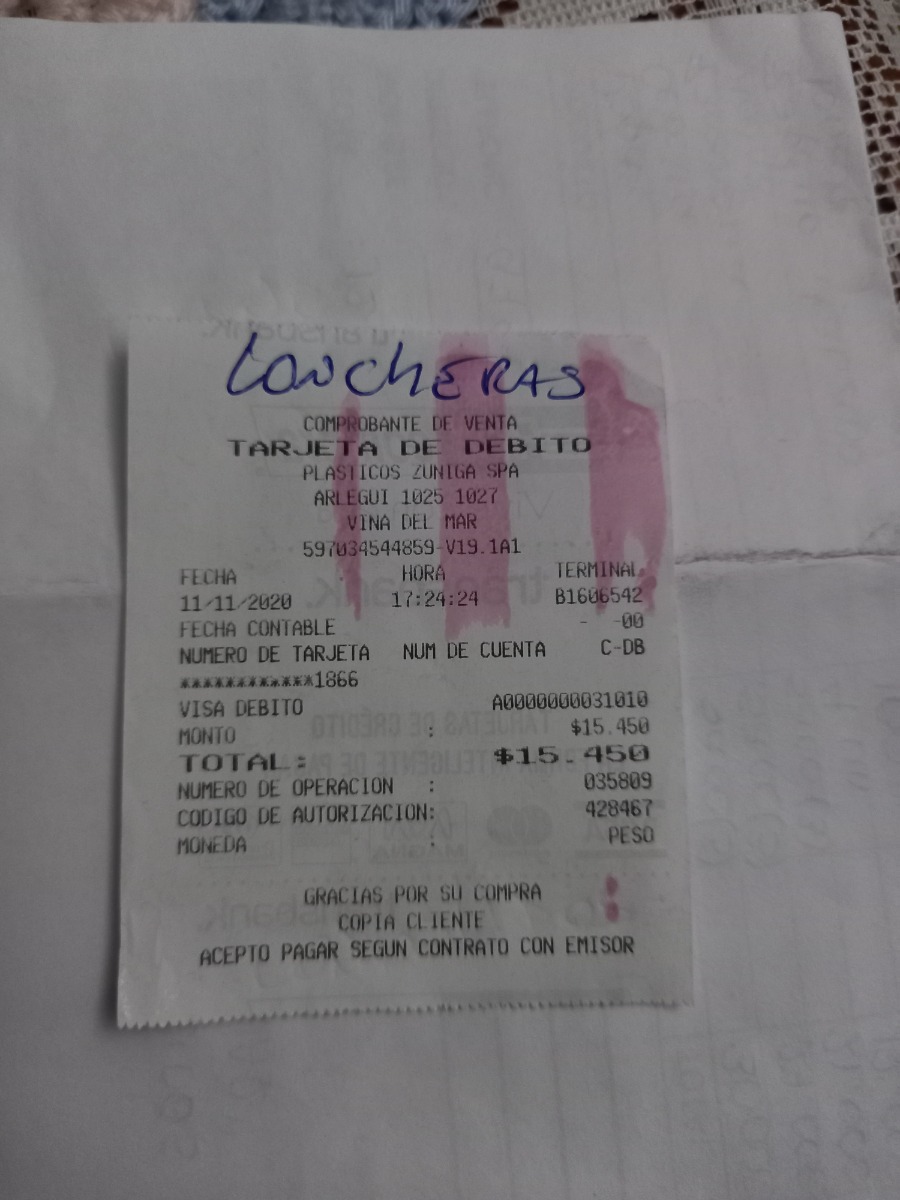 LONCHERAS
COMPROBANTE DE VENTA
TARJETA DE DEBITO
PLASTICOS ZUNIGA SPA
ARLEGUI 1025 1027
VINA DEL MAR
597034544859-V19.1A1
FECHA HORA TERMINAL
11/11/2020 17:24:24 B1606542
FECHA CONTABLE - -00
NUMERO DE TARJETA NUM DE CUENTA C-DB
************1866
VISA DEBITO A0000000031010
MONTO : $15.450
TOTAL: $15.450
NUMERO DE OPERACION : 035809
CODIGO DE AUTORIZACION: 428467
MONEDA : PESO
GRACIAS POR SU COMPRA
COPIA CLIENTE
ACEPTO PAGAR SEGUN CONTRATO CON EMISOR